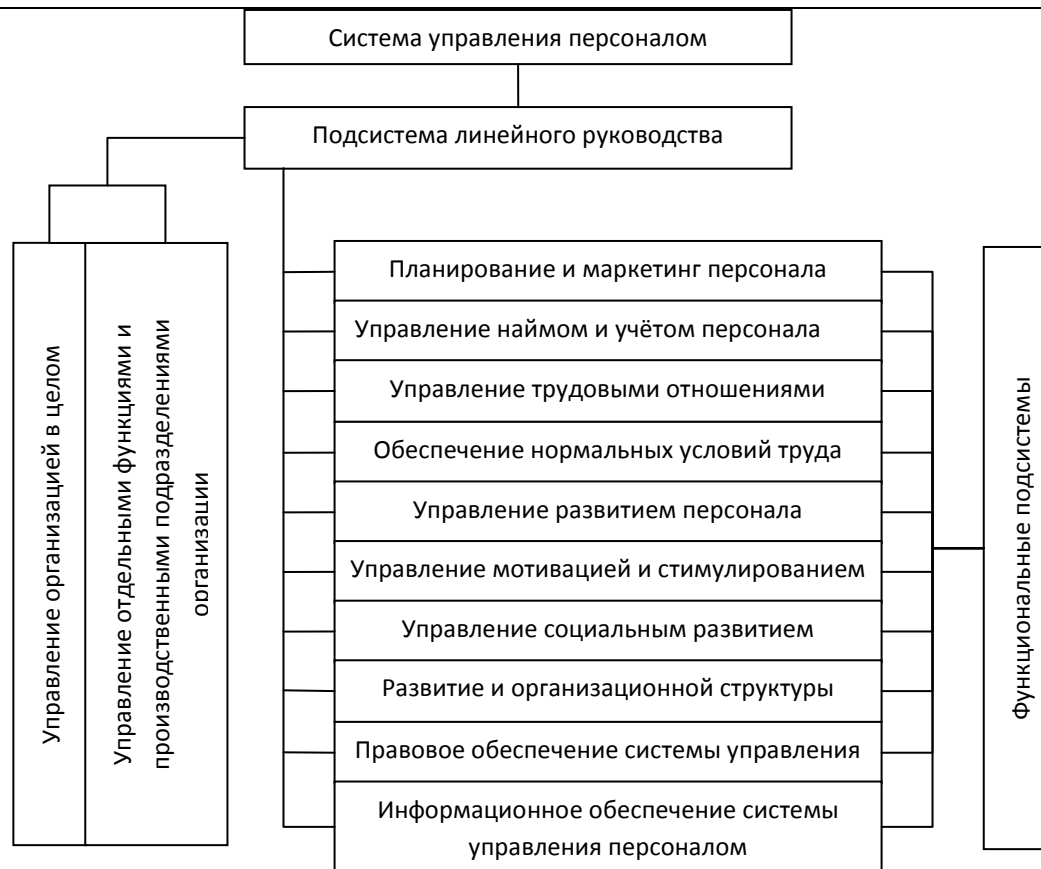 Система управления персоналом
Подсистема линейного руководства
Управление организацией в целом
Управление отдельными функциями и
производственными подразделениями
организации
Планирование и маркетинг персонала
Управление наймом и учётом персонала
Управление трудовыми отношениями
Обеспечение нормальных условий труда
Управление развитием персонала
Управление мотивацией и стимулированием
Управление социальным развитием
Развитие и организационной структуры
Правовое обеспечение системы управления
Информационное обеспечение системы
управления персоналом
Функциональные подсистемы